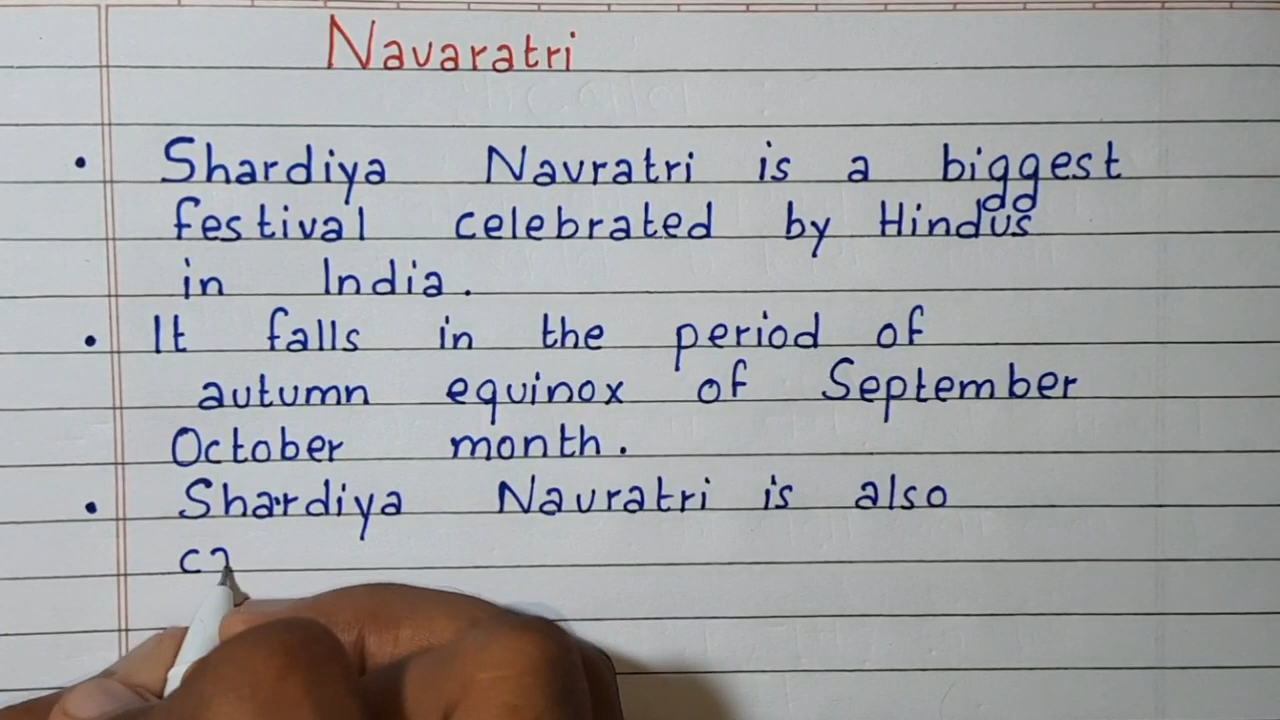 Navaratri
• Shardiya Navratri is a biggest
festival celebrated by Hindus
in India.
• It falls in the period of
autumn equinox of September
October month.
• Shardiya Navratri is also